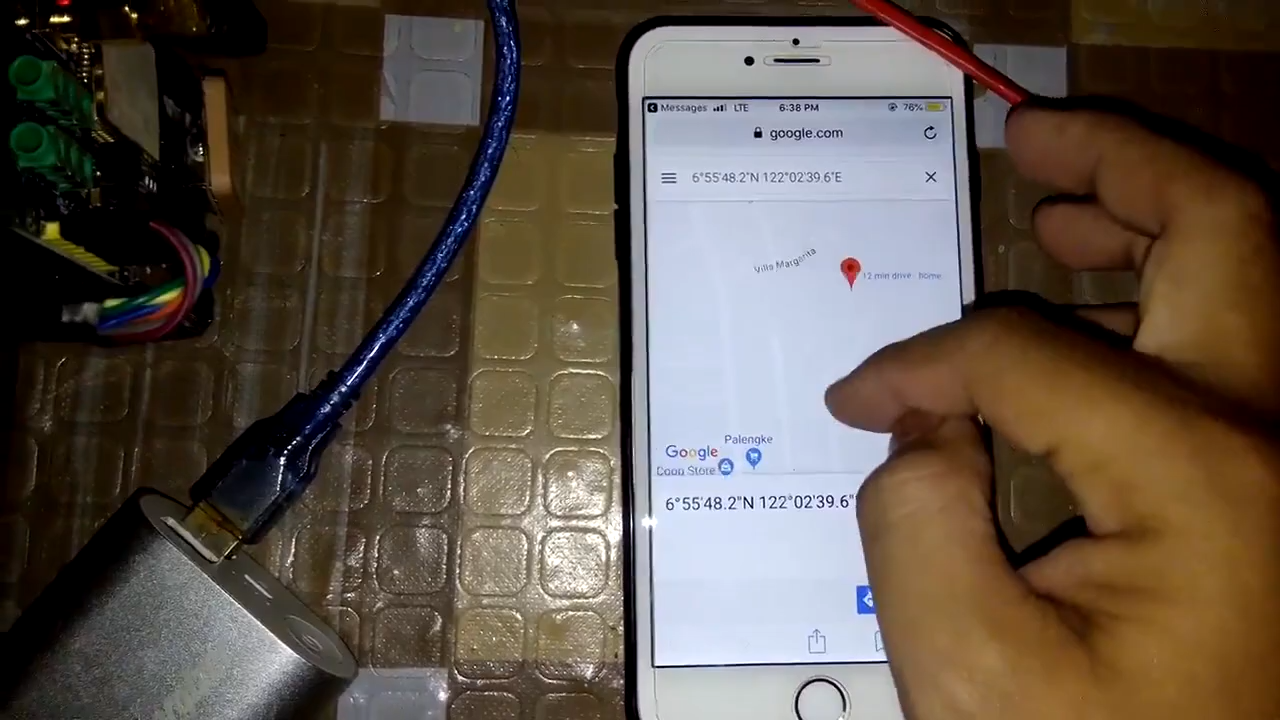 Messages LTE 6:38 PM 76%
google.com
6°55'48.2"N 122°02'39.6"E
Villa Margarita
12 min drive - home
Palengke
Google
Coop Store
6°55'48.2"N 122°02'39.6"